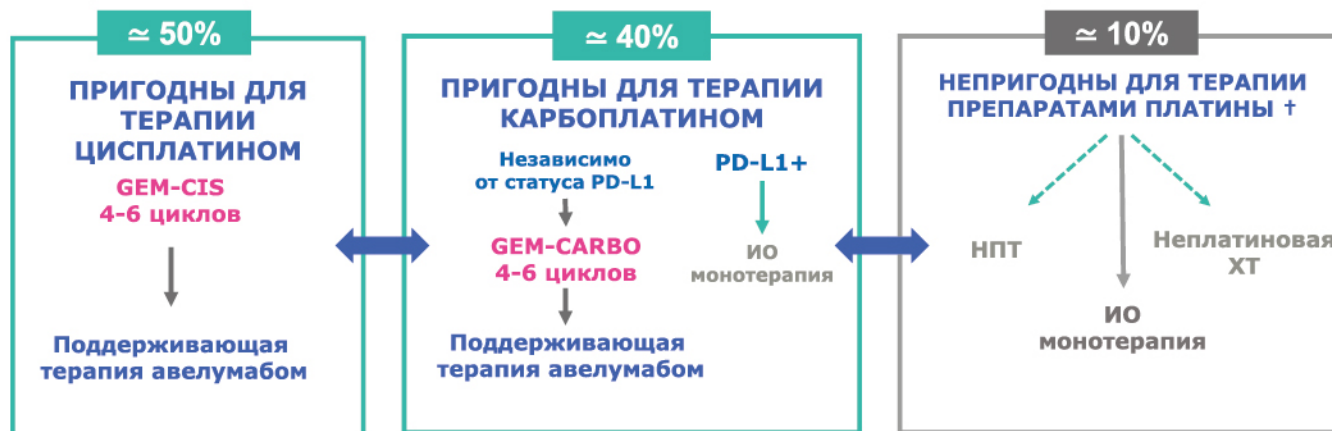 ≃ 50%
ПРИГОДНЫ ДЛЯ
ТЕРАПИИ
ЦИСПЛАТИНОМ
GEM-CIS
4-6 циклов
Поддерживающая
терапия авелумабом
≃ 40%
ПРИГОДНЫ ДЛЯ ТЕРАПИИ
КАРБОПЛАТИНОМ
Независимо
от статуса PD-L1
GEM-CARBO
4-6 циклов
Поддерживающая
терапия авелумабом
PD-L1+
ИО
монотерапия
≃ 10%
НЕПРИГОДНЫ ДЛЯ ТЕРАПИИ
ПРЕПАРАТАМИ ПЛАТИНЫ †
НПТ
ИО
монотерапия
Неплатиновая
ХТ